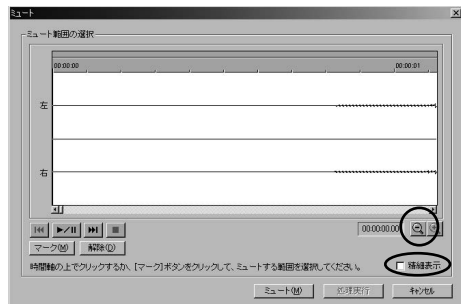 ミュート
ミュート範囲の選択
00:00:00 00:00:01
左
右
00:00:00.00
マーク(M) 解除(D)
時間軸の上でクリックするか、[マーク]ボタンをクリックして、ミュートする範囲を選択してください。
精細表示
ミュート(M) 処理実行 キャンセル